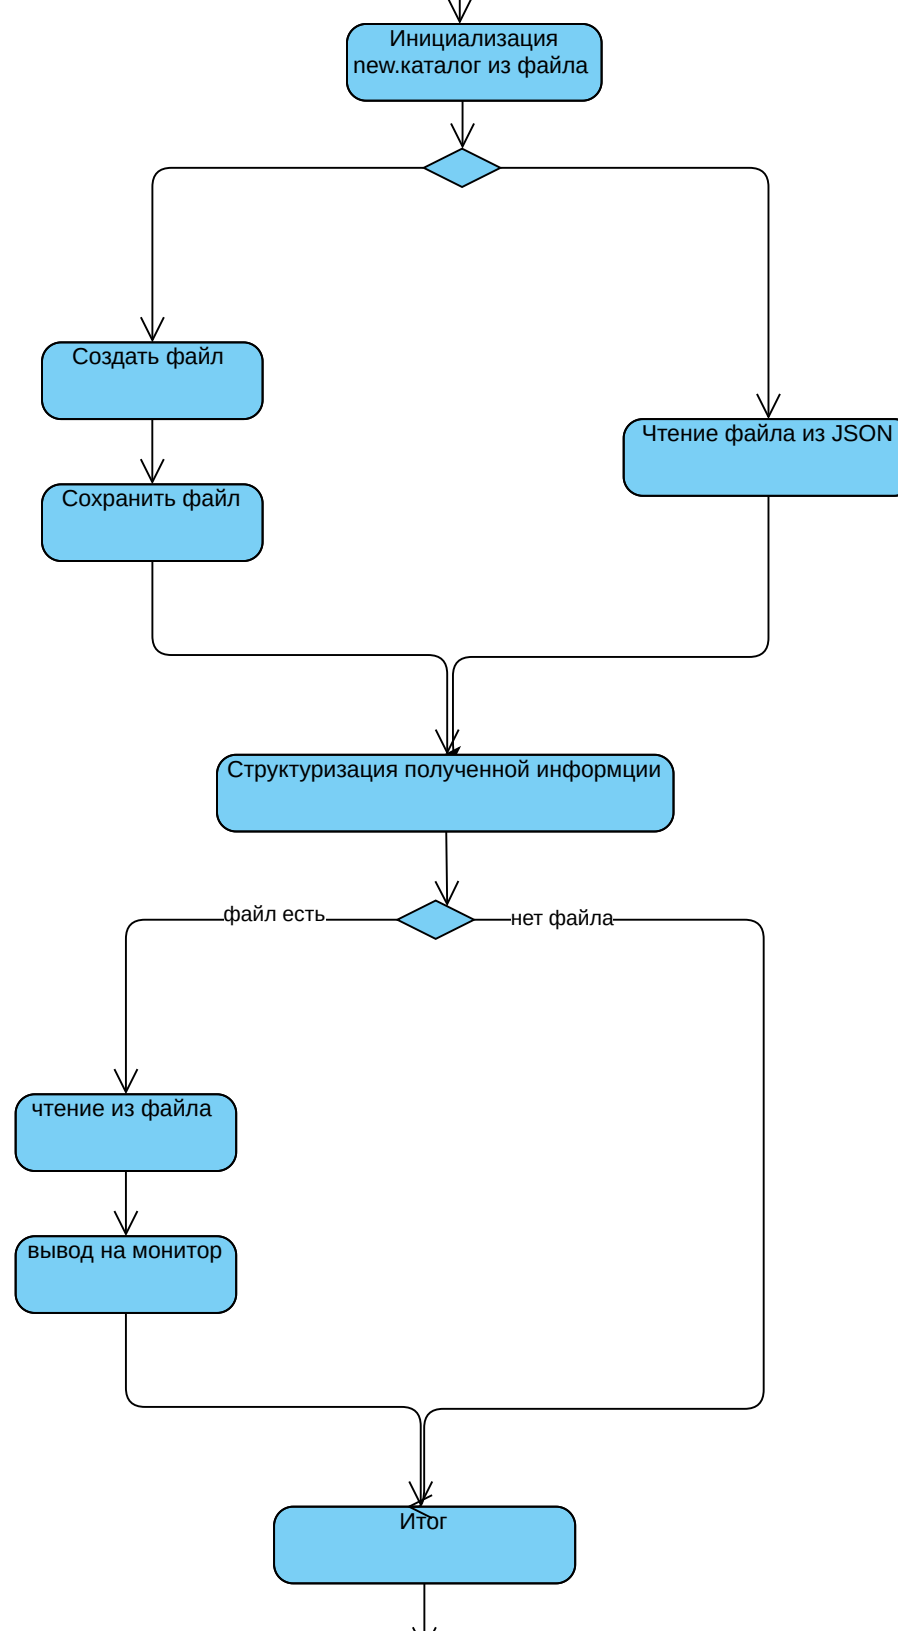 Инициализация
new.каталог из файла
Создать файл
Чтение файла из JSON
Сохранить файл
Структуризация полученной информции
файл есть
нет файла
чтение из файла
вывод на монитор
Итог